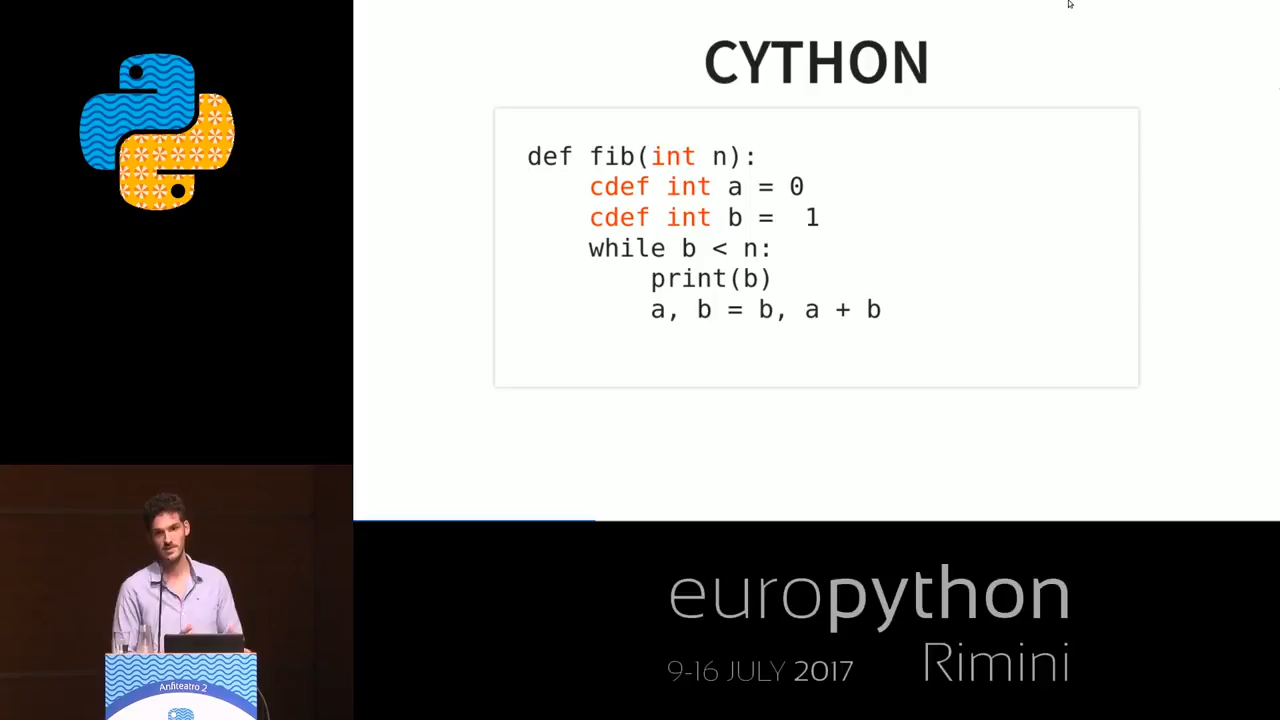 CYTHON
def fib(int n):
    cdef int a = 0
    cdef int b =  1
    while b < n:
        print(b)
        a, b = b, a + b
europython
9-16 JULY 2017 Rimini
Anfiteatro 2